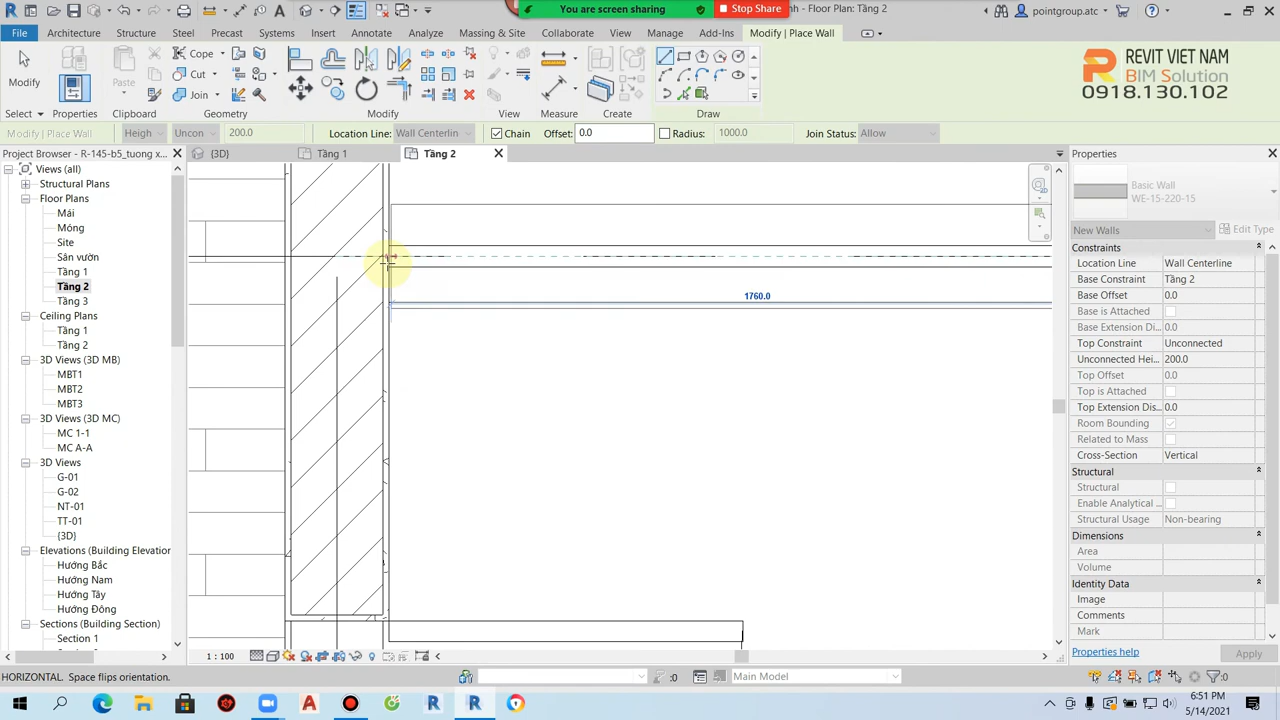 You are screen sharing
Stop Share
nh - Floor Plan: Tầng 2
pointgroup.atc
File Architecture Structure Steel Precast Systems Insert Annotate Analyze Massing & Site Collaborate View Manage Add-Ins Modify | Place Wall
Cope
Cut
Join
Modify
Paste
Select Properties Clipboard Geometry Modify View Measure Create Draw
REVIT VIET NAM
BIM Solution
0918.130.102
Modify | Place Wall Heigh Uncon 200.0 Location Line: Wall Centerlin Chain Offset: 0.0 Radius: 1000.0 Join Status: Allow
Project Browser - R-145-b5_tuong x...
{3D}
Tầng 1
Tầng 2
Properties
Views (all)
Structural Plans
Floor Plans
Mái
Móng
Site
Sân vườn
Tầng 1
Tầng 2
Tầng 3
Ceiling Plans
Tầng 1
Tầng 2
3D Views (3D MB)
MBT1
MBT2
MBT3
3D Views (3D MC)
MC 1-1
MC A-A
3D Views
G-01
G-02
NT-01
TT-01
{3D}
Elevations (Building Elevation
Hướng Bắc
Hướng Nam
Hướng Tây
Hướng Đông
Sections (Building Section)
Section 1
1760.0
Basic Wall
WE-15-220-15
New Walls Edit Type
Constraints
Location Line Wall Centerline
Base Constraint Tầng 2
Base Offset 0.0
Base is Attached
Base Extension Di... 0.0
Top Constraint Unconnected
Unconnected Hei... 200.0
Top Offset 0.0
Top is Attached
Top Extension Dis... 0.0
Room Bounding
Related to Mass
Cross-Section Vertical
Structural
Structural
Enable Analytical ...
Structural Usage Non-bearing
Dimensions
Area
Volume
Identity Data
Image
Comments
Mark
Properties help Apply
1 : 100
HORIZONTAL. Space flips orientation.
:0
Main Model
:0
6:51 PM
5/14/2021